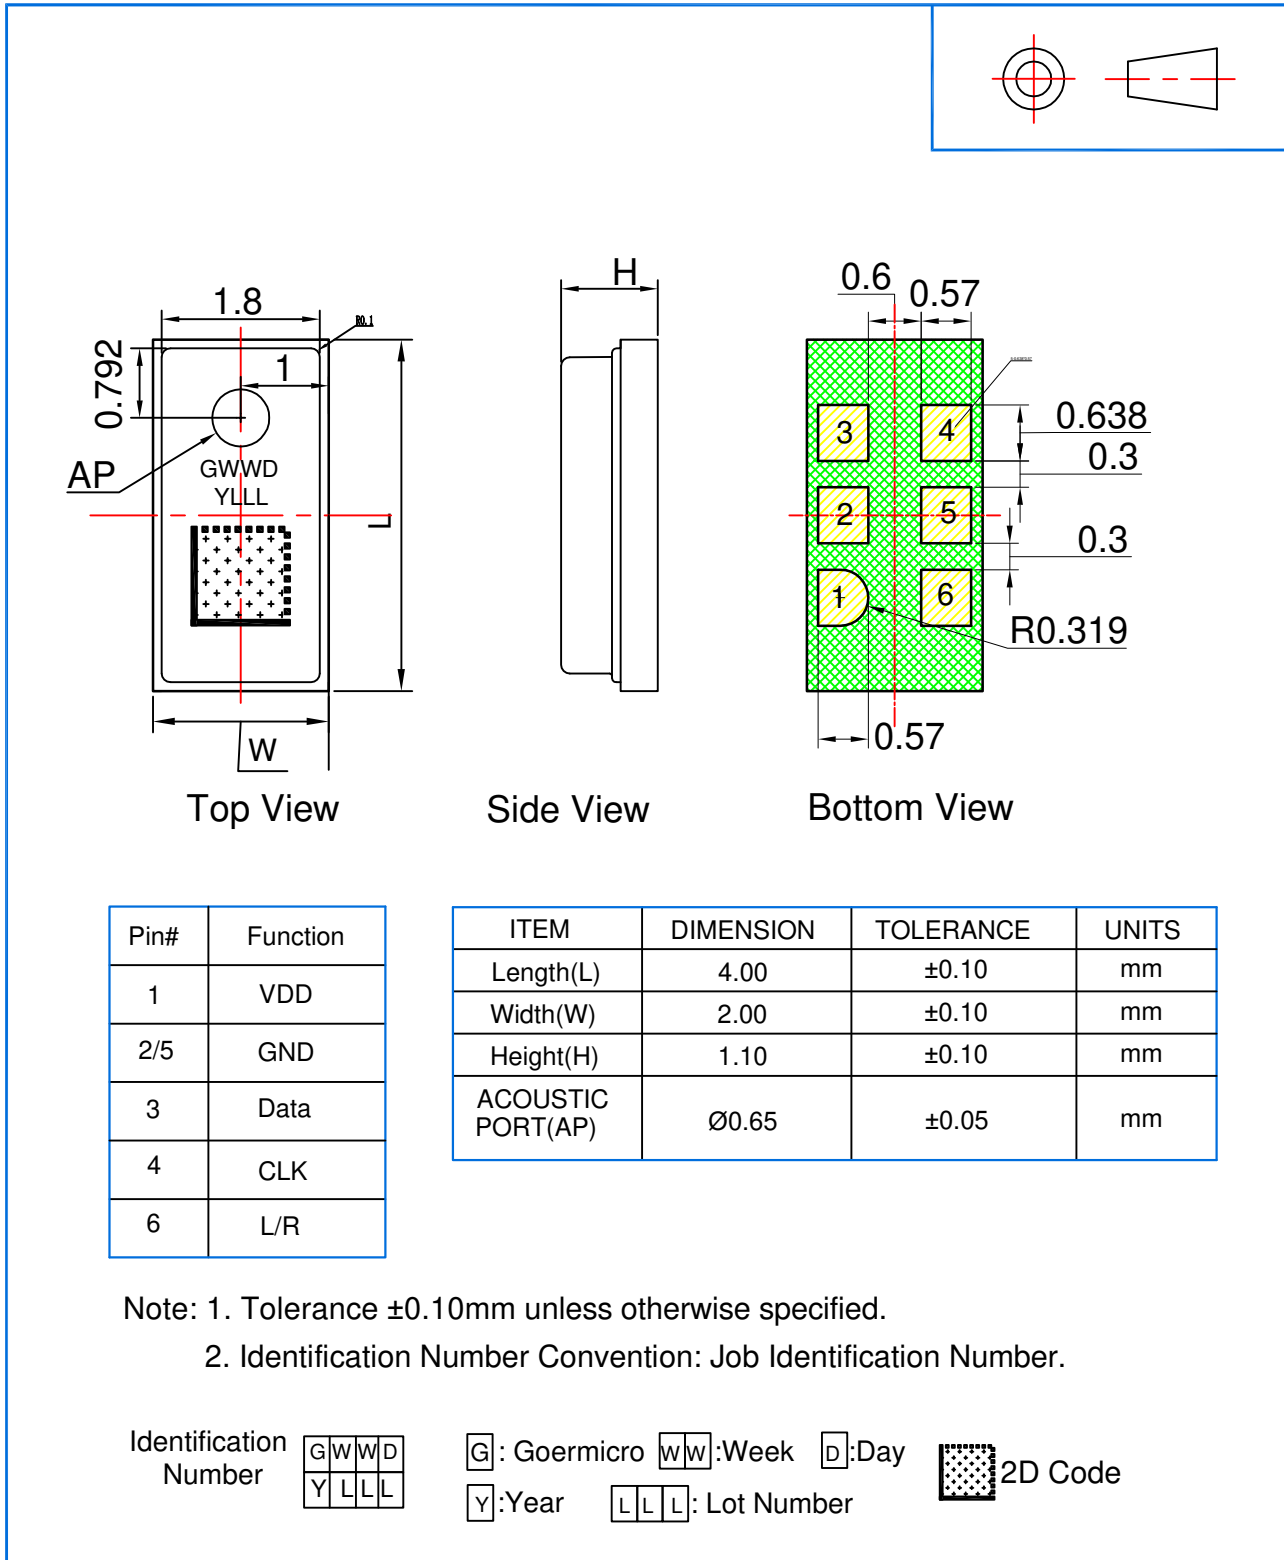 1.8
R0.1
0.792
1
AP
GWWD
YLLL
L
W
Top View
H
Side View
0.6
0.57
3
4
2
5
1
6
0.638
0.3
0.3
R0.319
0.57
Bottom View
Pin# Function
1 VDD
2/5 GND
3 Data
4 CLK
6 L/R
ITEM DIMENSION TOLERANCE UNITS
Length(L) 4.00 ±0.10 mm
Width(W) 2.00 ±0.10 mm
Height(H) 1.10 ±0.10 mm
ACOUSTIC
PORT(AP) Ø0.65 ±0.05 mm
Note: 1. Tolerance ±0.10mm unless otherwise specified.
2. Identification Number Convention: Job Identification Number.
Identification
Number
GWWD
YLLL
G: Goermicro WW:Week D:Day
Y:Year LLL: Lot Number
2D Code